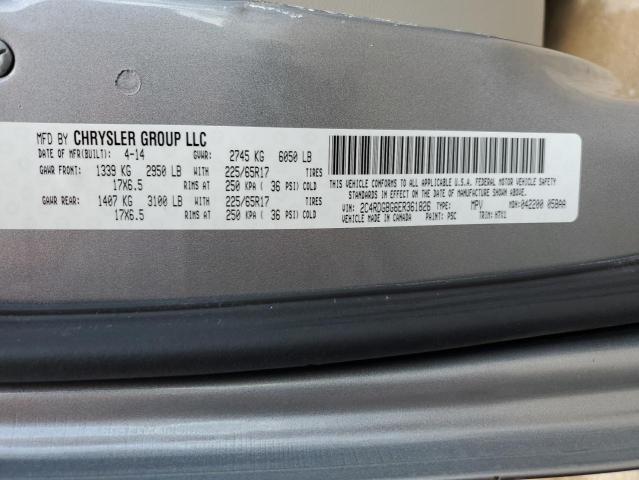 MFD BY CHRYSLER GROUP LLC
DATE OF MFR(BUILT): 4-14 GVWR: 2745 KG 6050 LB
GAWR FRONT: 1339 KG 2950 LB WITH 225/65R17 TIRES
17X6.5 RIMS AT 250 KPA ( 36 PSI) COLD
GAWR REAR: 1407 KG 3100 LB WITH 225/65R17 TIRES
17X6.5 RIMS AT 250 KPA ( 36 PSI) COLD
THIS VEHICLE CONFORMS TO ALL APPLICABLE U.S.A. FEDERAL MOTOR VEHICLE SAFETY
STANDARDS IN EFFECT ON THE DATE OF MANUFACTURE SHOWN ABOVE.
VIN: 2C4RDGBG6ER361826 TYPE: MPV MDH: 042200 05BAA
VEHICLE MADE IN CANADA PAINT: PSC TRIM: